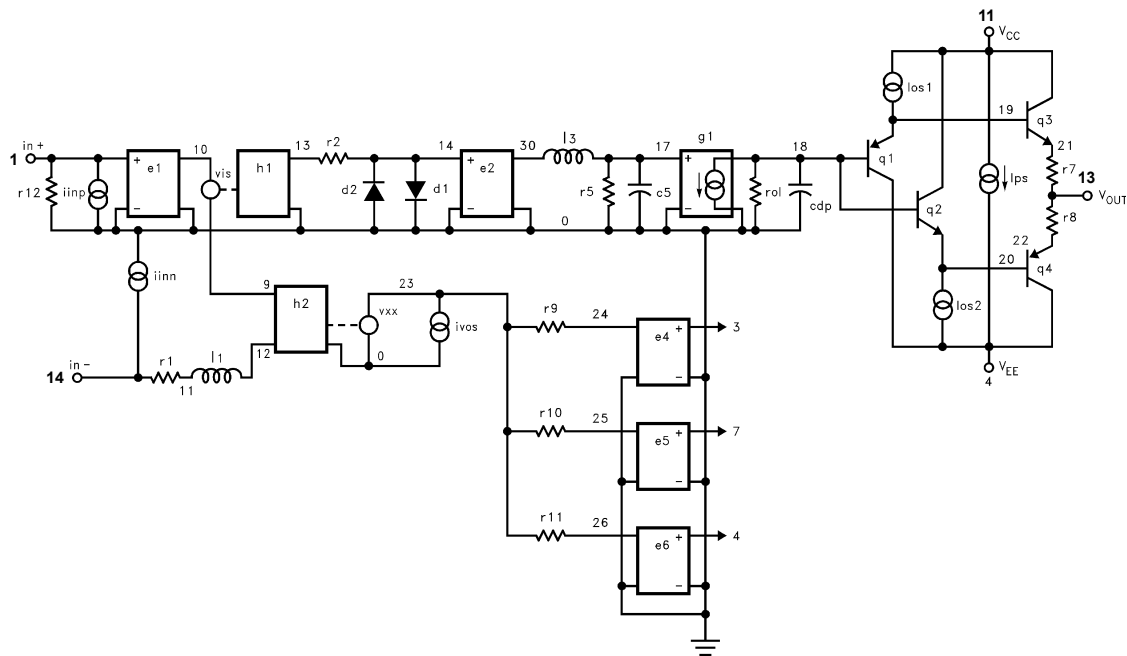 11
V_CC
Ios1
19
q3
21
in+
1
r12
iinp
e1
+
-
10
vis
h1
13
r2
d2
d1
14
+
-
e2
30
l3
r5
c5
17
g1
+
-
rol
18
cdp
q1
q2
Ips
r7
13
V_OUT
r8
0
22
20
q4
Ios2
V_EE
4
iinn
9
h2
12
23
vxx
0
ivos
in-
14
r1
11
l1
r9
24
e4
+
-
3
r10
25
e5
+
-
7
r11
26
e6
+
-
4